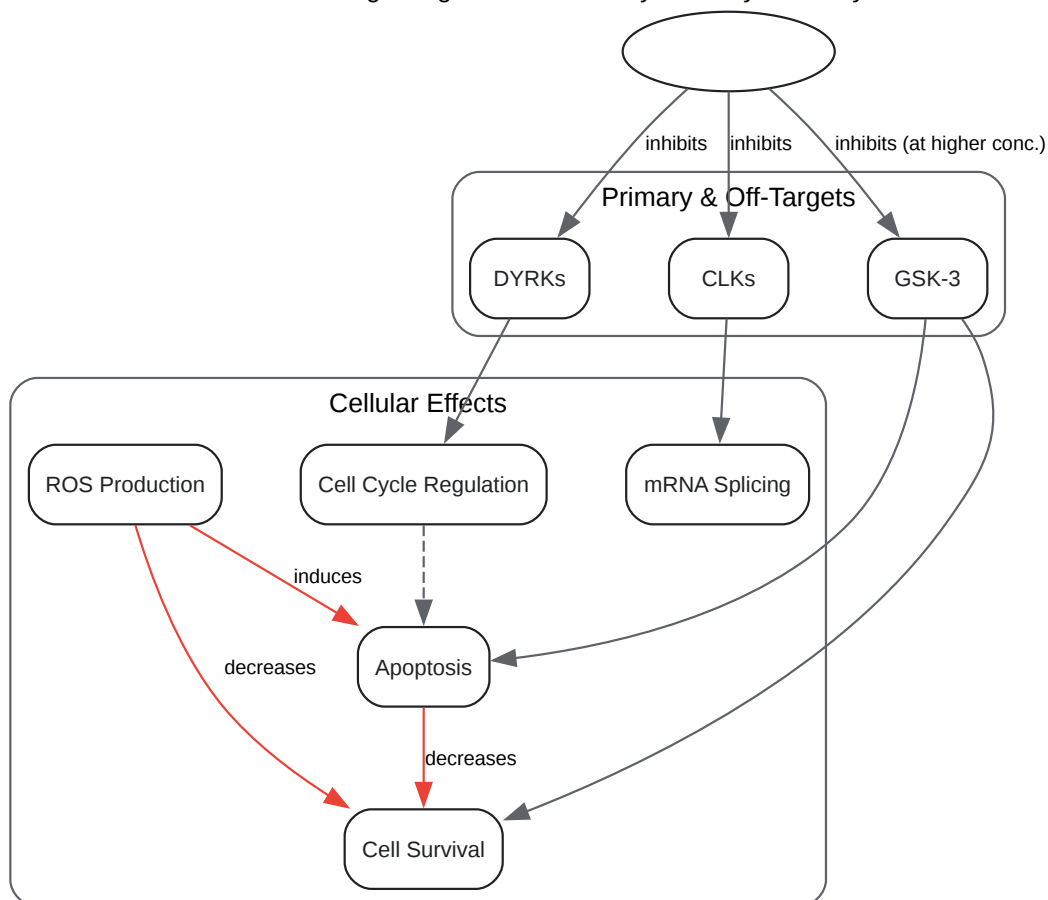 inhibits
inhibits
inhibits (at higher conc.)
Primary & Off-Targets
DYRKs
CLKs
GSK-3
Cellular Effects
ROS Production
Cell Cycle Regulation
mRNA Splicing
induces
decreases
Apoptosis
decreases
Cell Survival